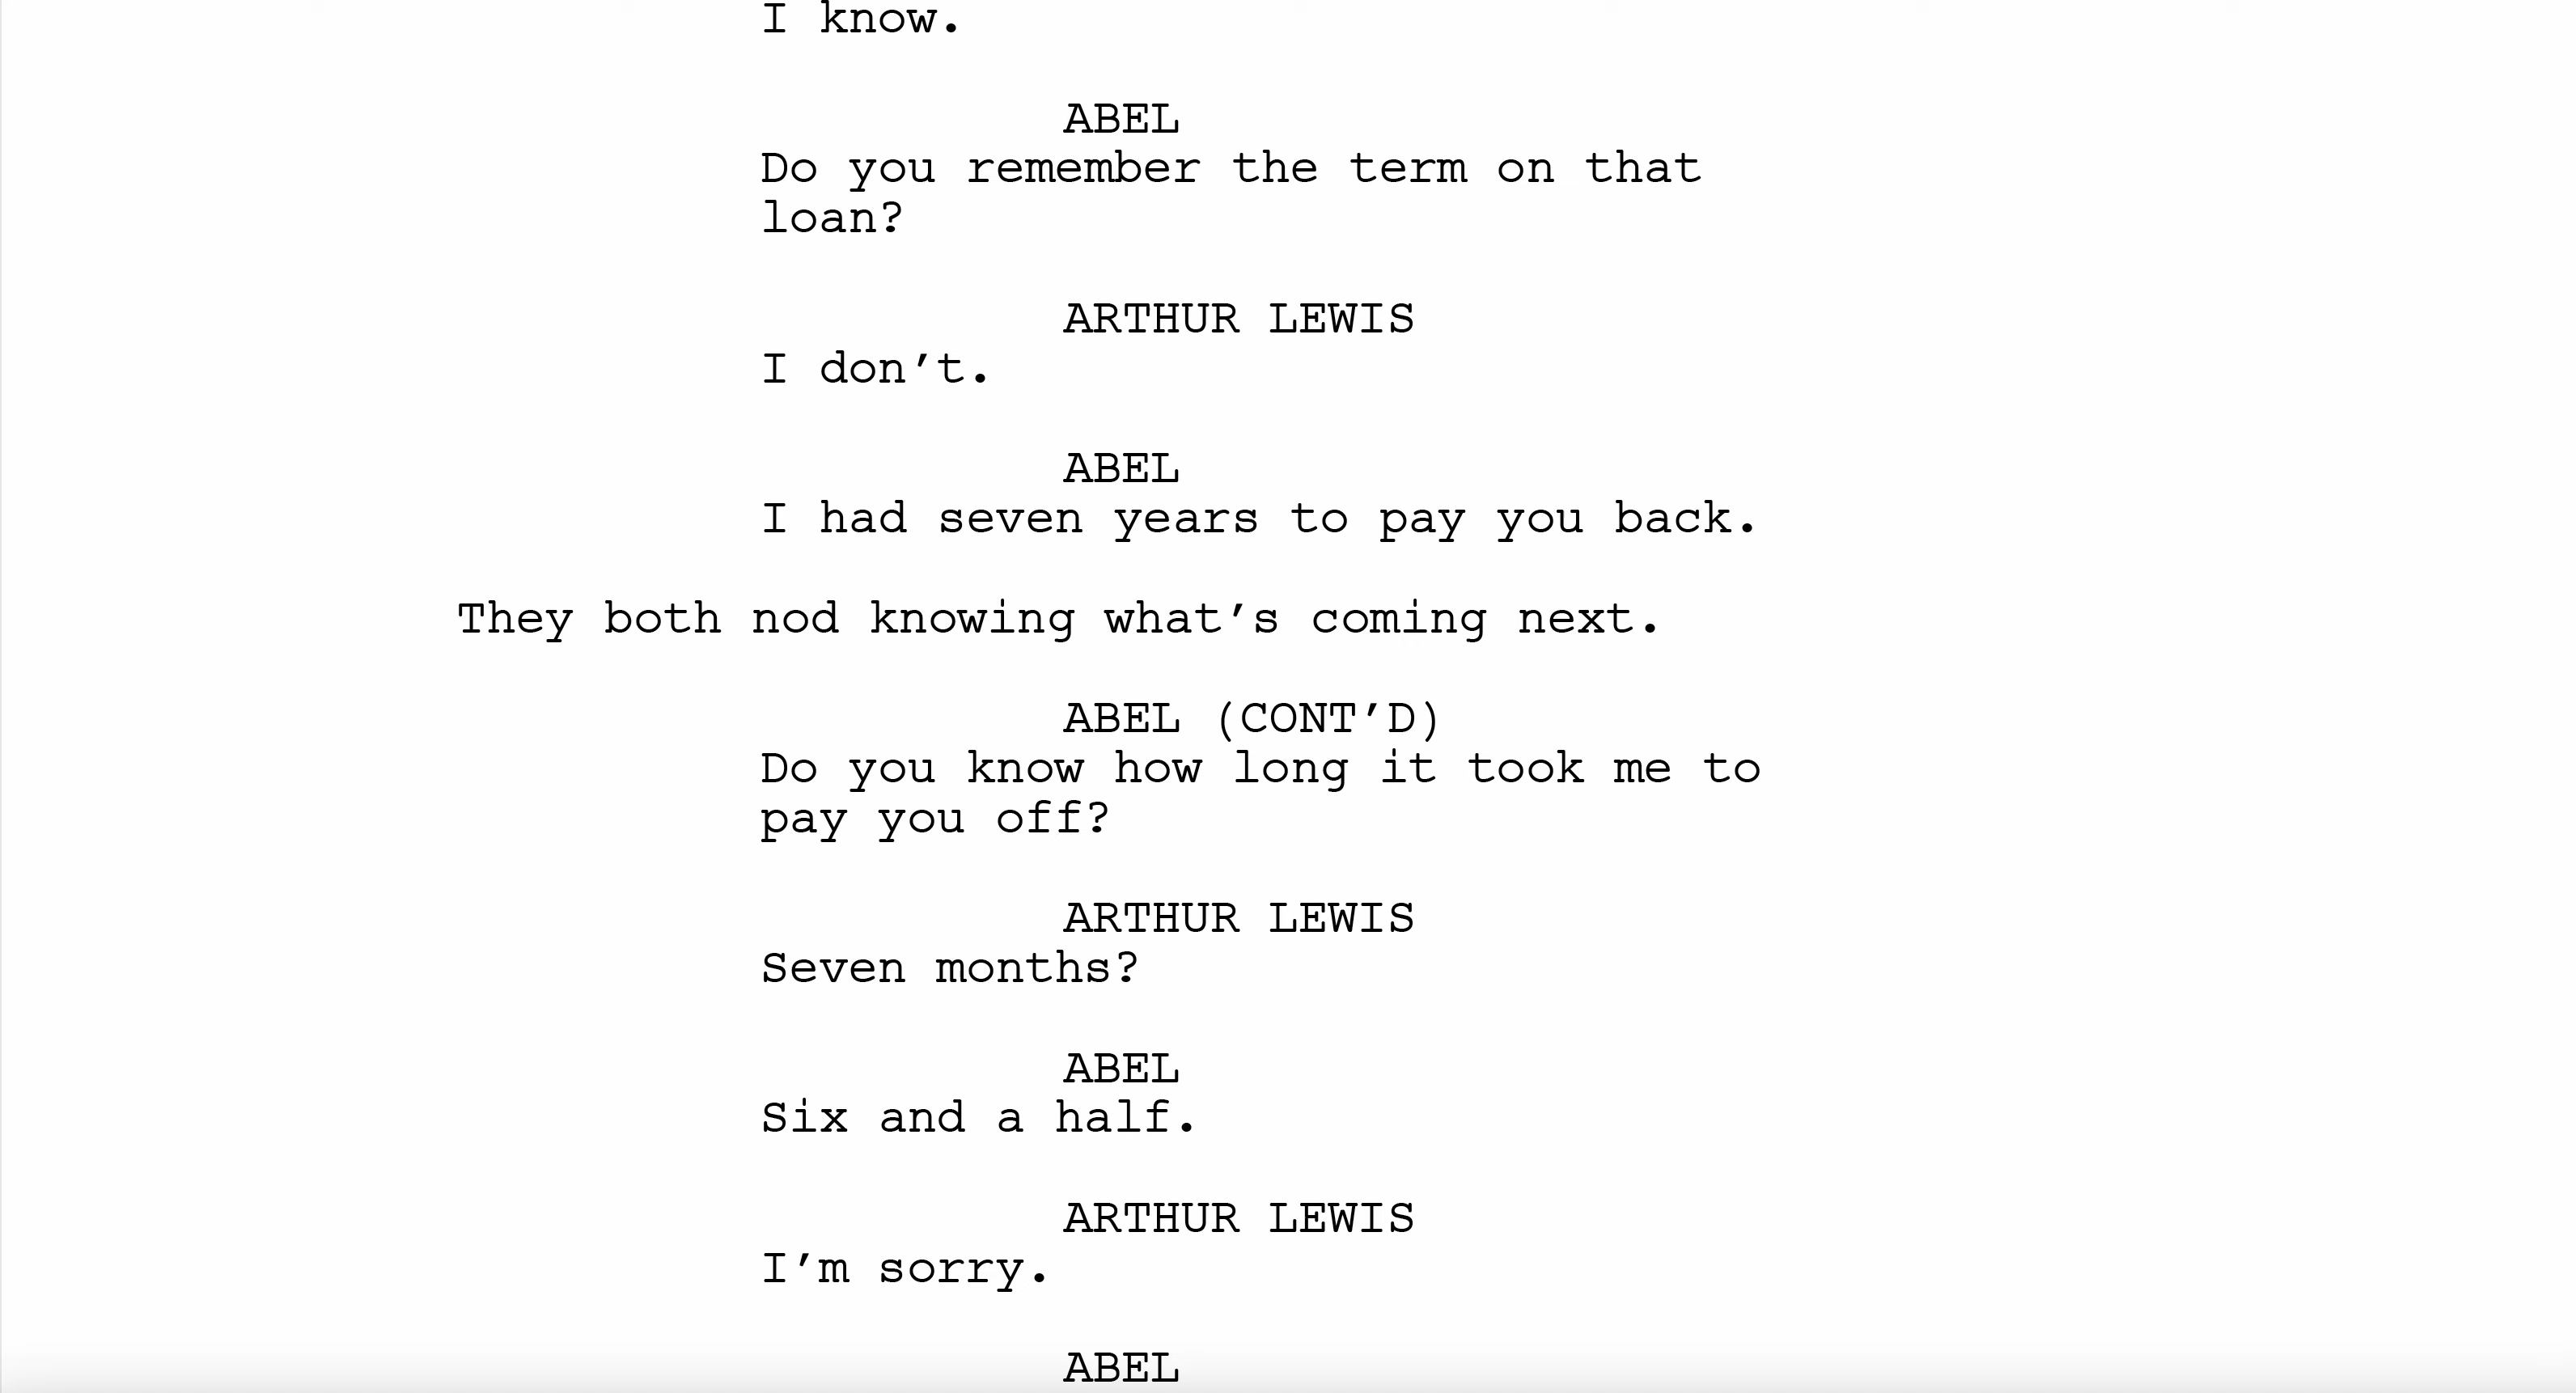 I know.
ABEL
Do you remember the term on that
loan?
ARTHUR LEWIS
I don’t.
ABEL
I had seven years to pay you back.
They both nod knowing what’s coming next.
ABEL (CONT’D)
Do you know how long it took me to
pay you off?
ARTHUR LEWIS
Seven months?
ABEL
Six and a half.
ARTHUR LEWIS
I’m sorry.
ABEL